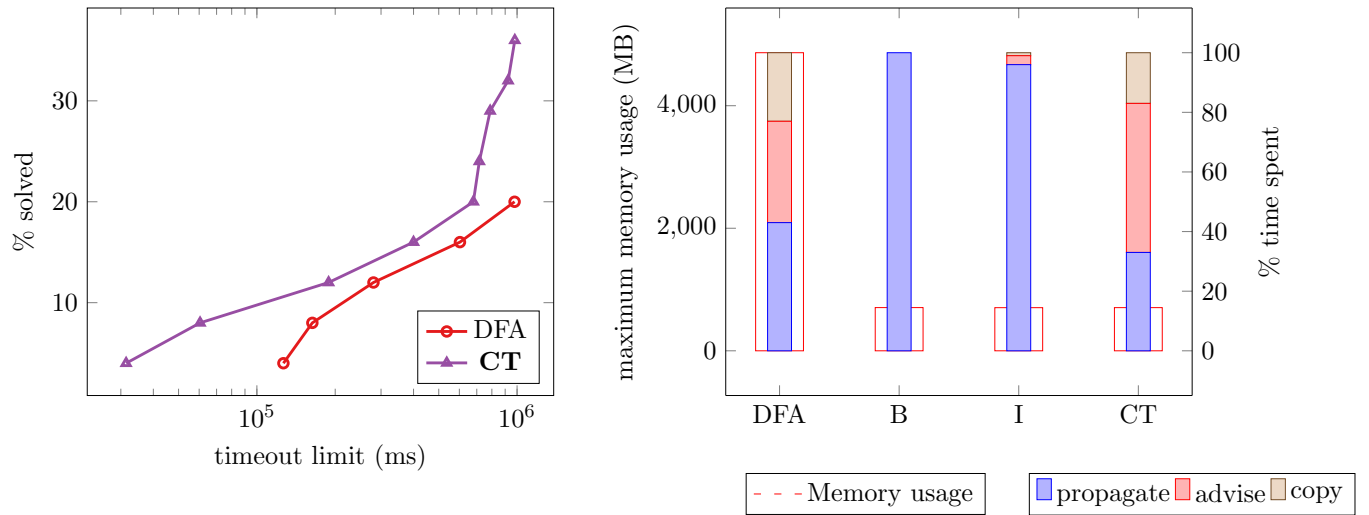 % solved
30
20
10
10^5
10^6
timeout limit (ms)
DFA
CT
maximum memory usage (MB)
4,000
2,000
0
100
80
60
40
20
0
% time spent
DFA B I CT
Memory usage
propagate advise copy